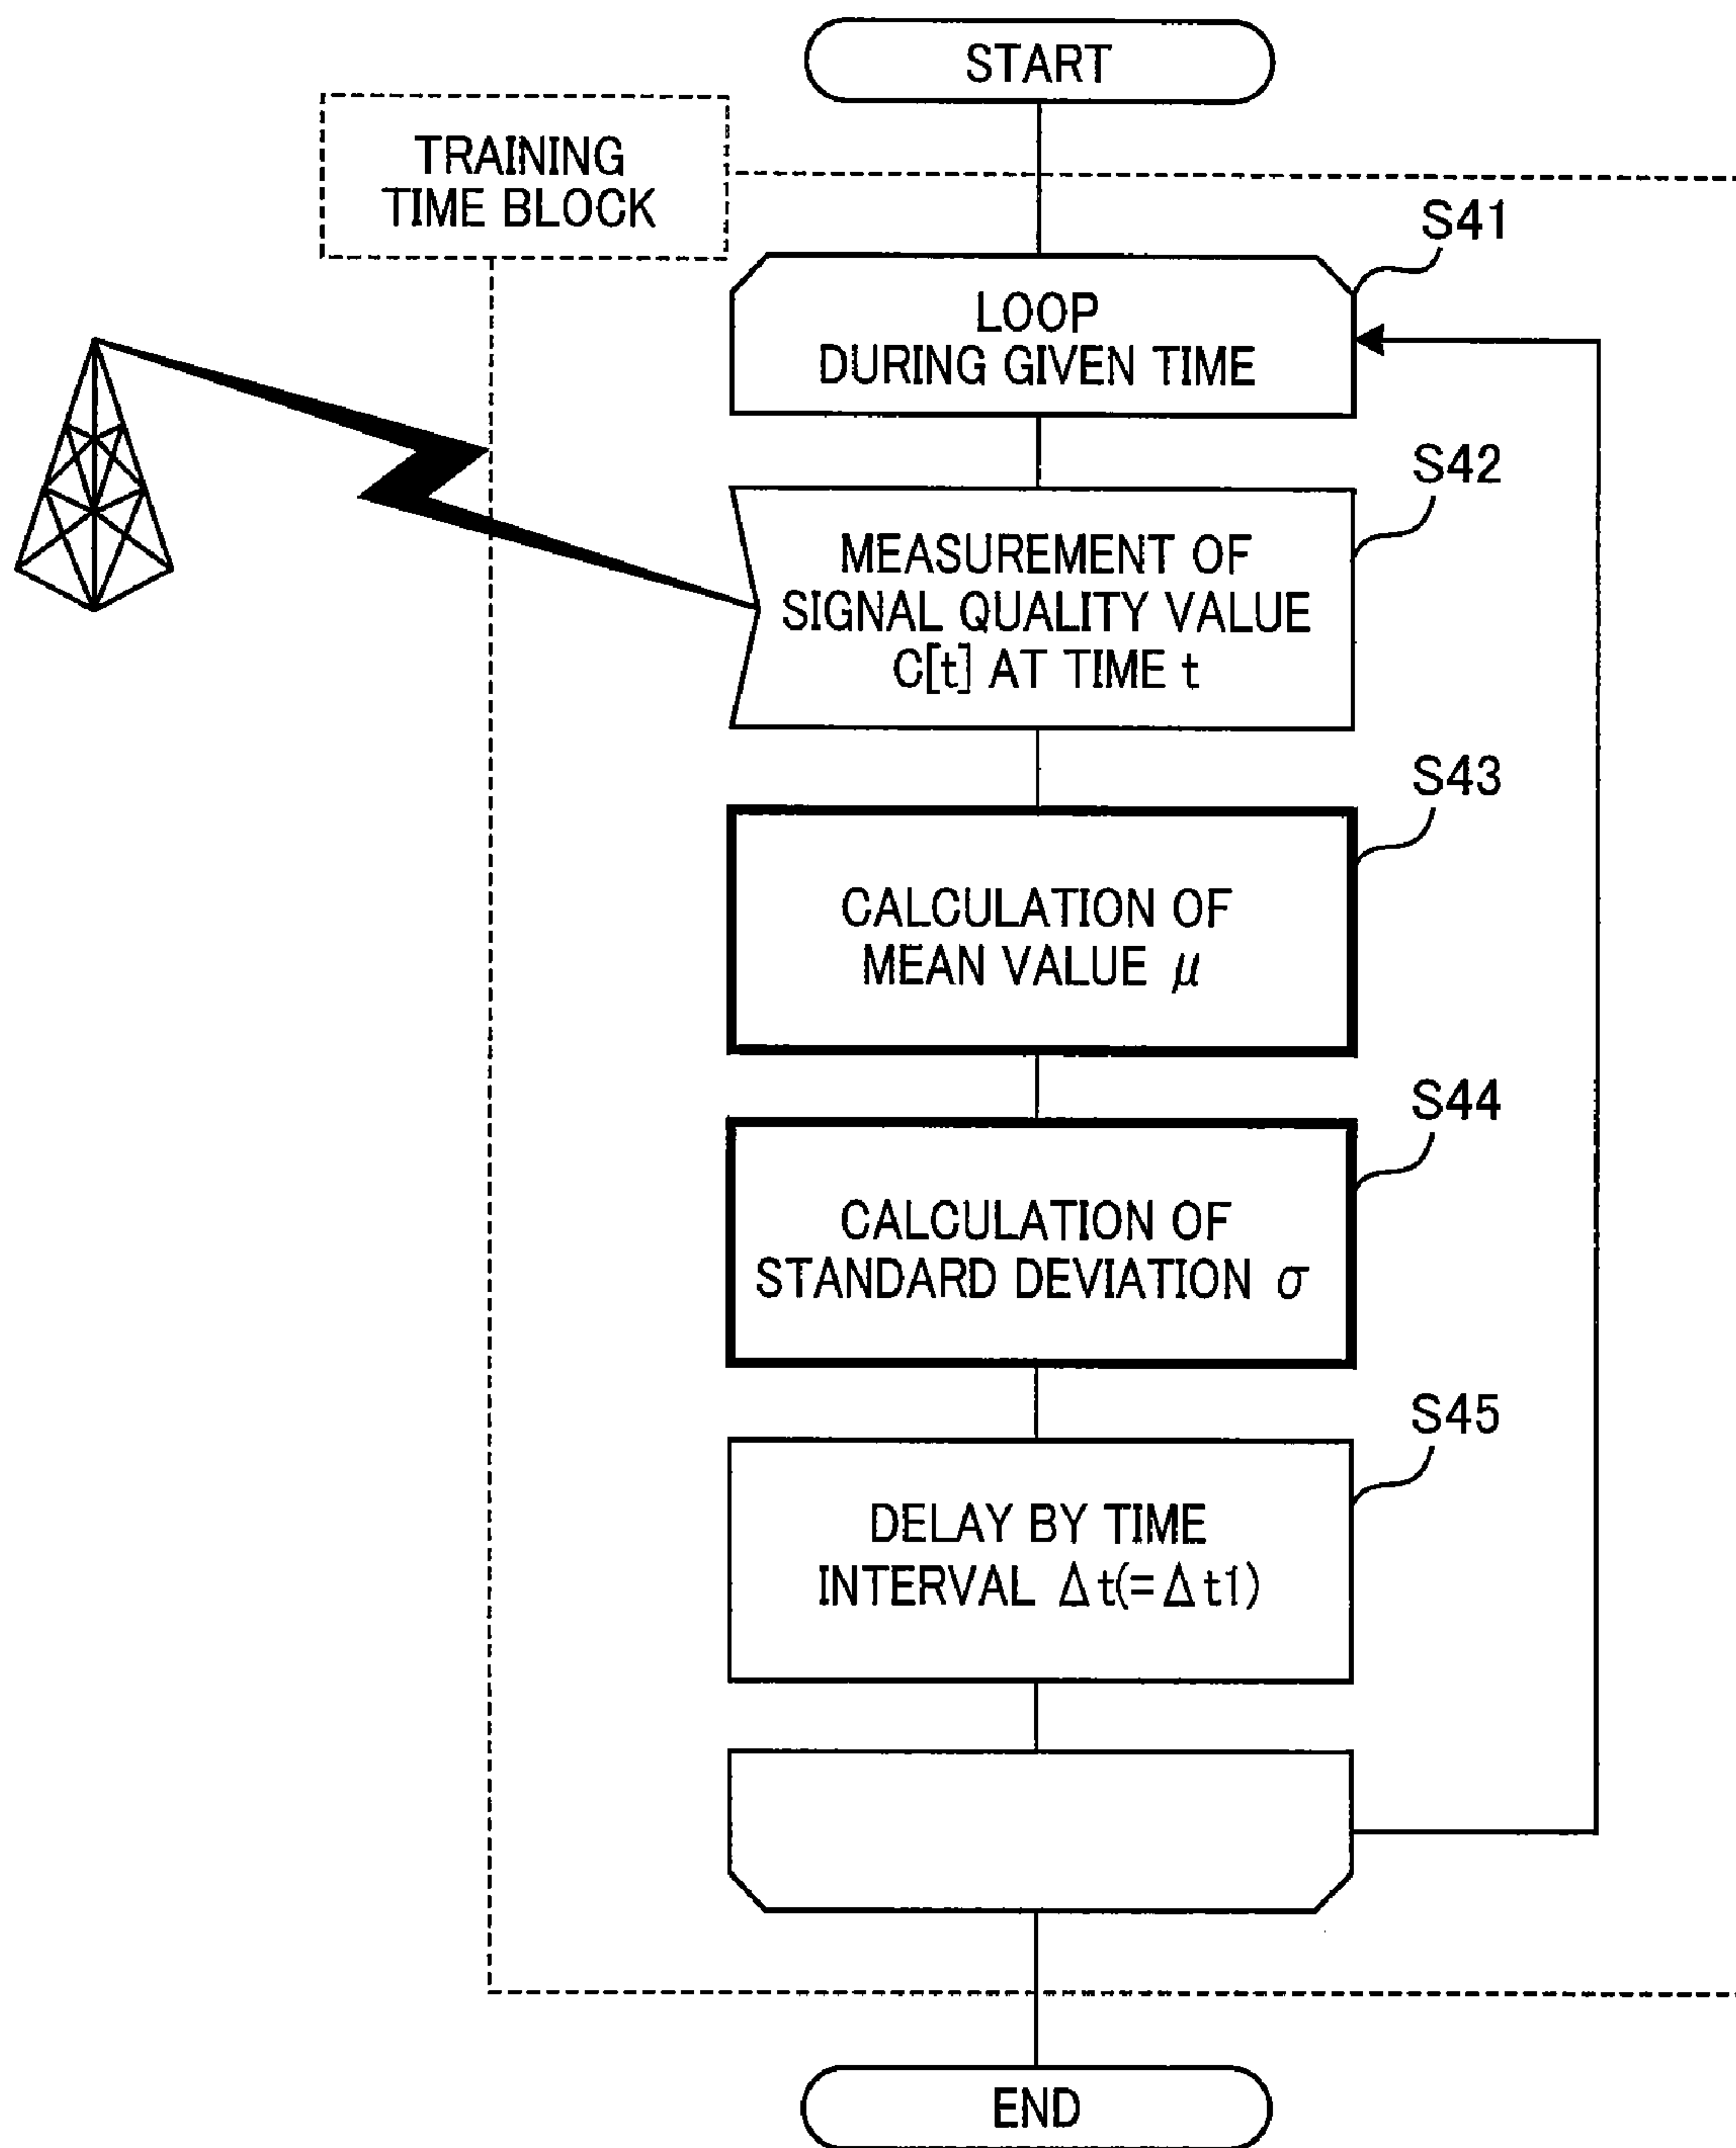 START
TRAINING
TIME BLOCK
S41
LOOP
DURING GIVEN TIME
S42
MEASUREMENT OF
SIGNAL QUALITY VALUE
C[t] AT TIME t
S43
CALCULATION OF
MEAN VALUE μ
S44
CALCULATION OF
STANDARD DEVIATION σ
S45
DELAY BY TIME
INTERVAL Δt(=Δt1)
END